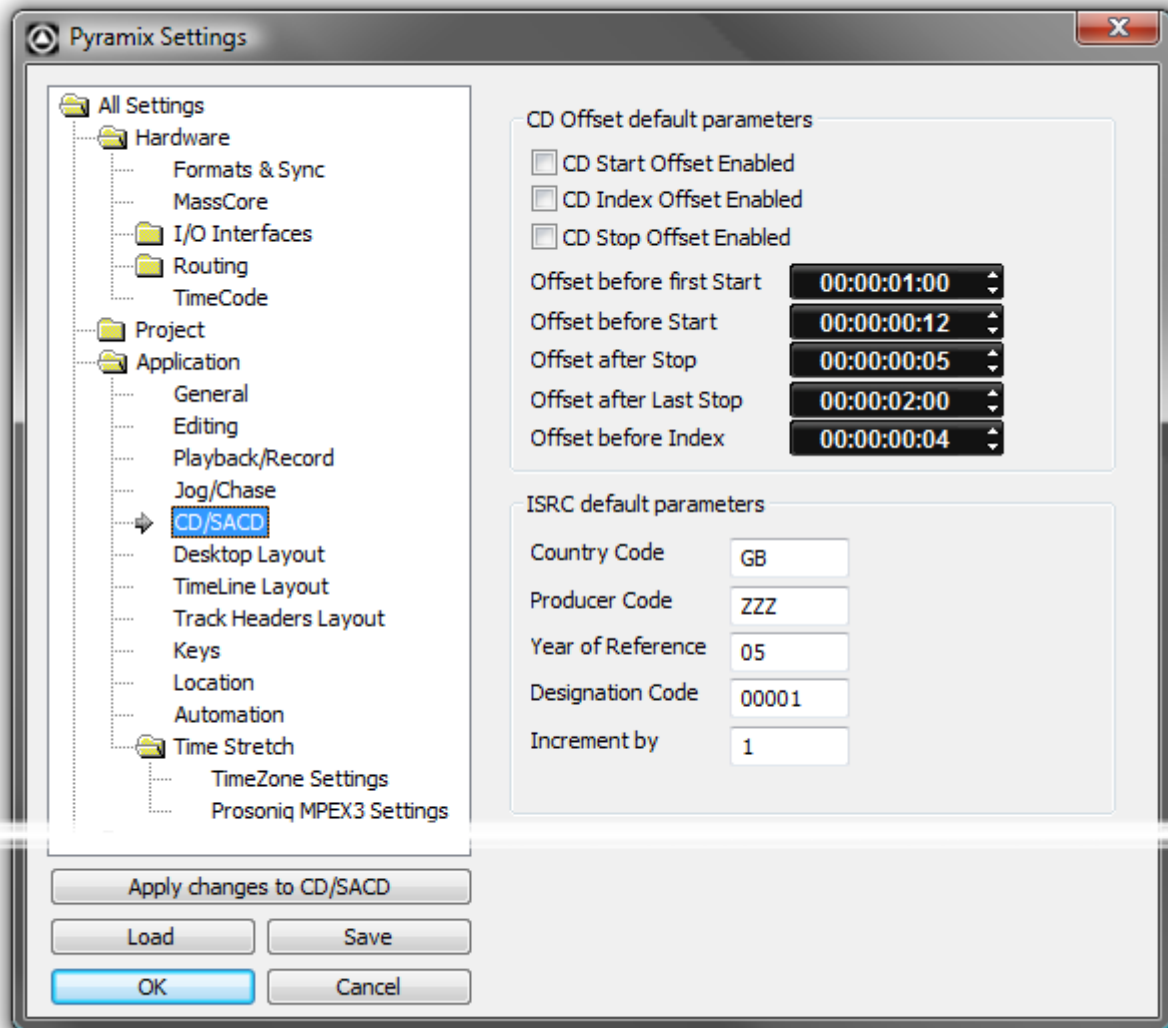 Pyramix Settings
All Settings
Hardware
Formats & Sync
MassCore
I/O Interfaces
Routing
TimeCode
Project
Application
General
Editing
Playback/Record
Jog/Chase
CD/SACD
Desktop Layout
TimeLine Layout
Track Headers Layout
Keys
Location
Automation
Time Stretch
TimeZone Settings
Prosoniq MPEX3 Settings
Apply changes to CD/SACD
Load Save
OK Cancel
CD Offset default parameters
CD Start Offset Enabled
CD Index Offset Enabled
CD Stop Offset Enabled
Offset before first Start 00:00:01:00
Offset before Start 00:00:00:12
Offset after Stop 00:00:00:05
Offset after Last Stop 00:00:02:00
Offset before Index 00:00:00:04
ISRC default parameters
Country Code GB
Producer Code ZZZ
Year of Reference 05
Designation Code 00001
Increment by 1